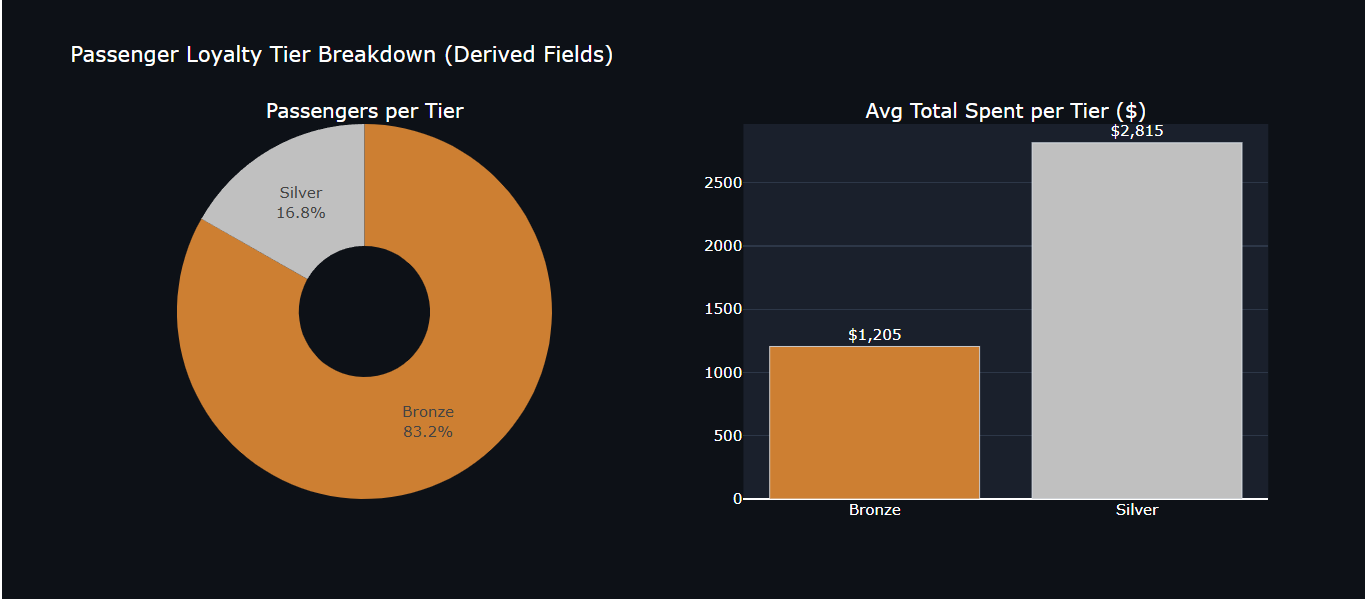 Passenger Loyalty Tier Breakdown (Derived Fields)
Passengers per Tier
Silver
16.8%
Bronze
83.2%
Avg Total Spent per Tier ($)
$2,815
2500
2000
1500
$1,205
1000
500
0
Bronze
Silver